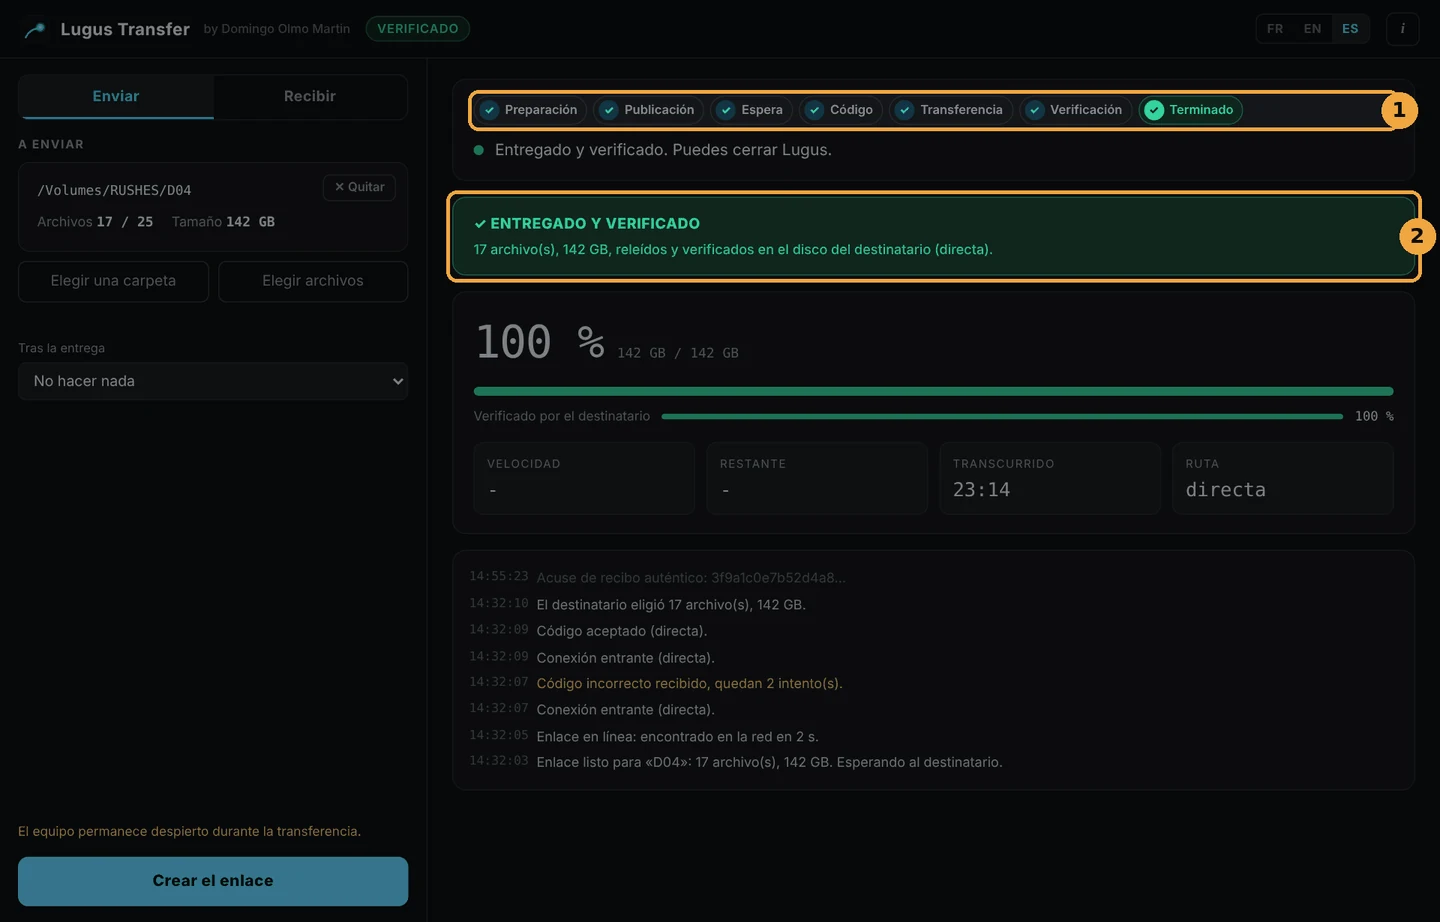 Lugus Transfer by Domingo Olmo Martin VERIFICADO FR EN ES i
Enviar Recibir
A ENVIAR
/Volumes/RUSHES/D04 ✕ Quitar
Archivos 17 / 25 Tamaño 142 GB
Elegir una carpeta Elegir archivos
Tras la entrega
No hacer nada
El equipo permanece despierto durante la transferencia.
Crear el enlace
Preparación Publicación Espera Código Transferencia Verificación Terminado 1
Entregado y verificado. Puedes cerrar Lugus.
✓ ENTREGADO Y VERIFICADO
17 archivo(s), 142 GB, releídos y verificados en el disco del destinatario (directa).
2
100 % 142 GB / 142 GB
Verificado por el destinatario 100 %
VELOCIDAD RESTANTE TRANSCURRIDO RUTA
- - 23:14 directa
14:55:23 Acuse de recibo auténtico: 3f9a1c0e7b52d4a8...
14:32:10 El destinatario eligió 17 archivo(s), 142 GB.
14:32:09 Código aceptado (directa).
14:32:09 Conexión entrante (directa).
14:32:07 Código incorrecto recibido, quedan 2 intento(s).
14:32:07 Conexión entrante (directa).
14:32:05 Enlace en línea: encontrado en la red en 2 s.
14:32:03 Enlace listo para «D04»: 17 archivo(s), 142 GB. Esperando al destinatario.